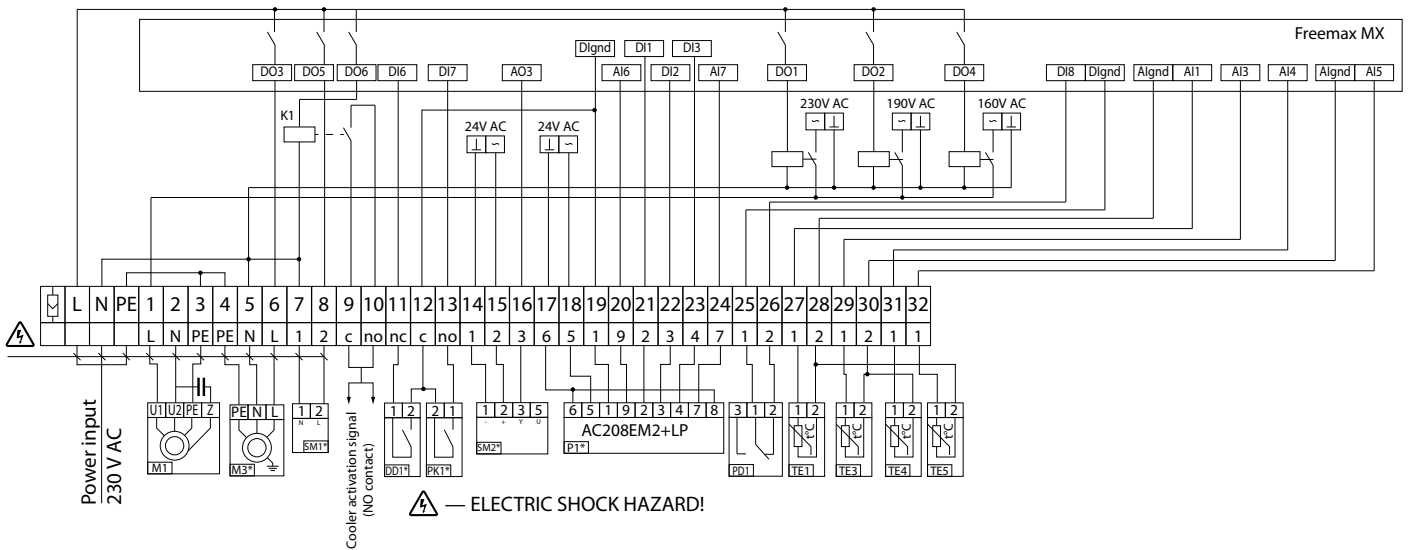 Freemax MX
DIgnd DI1 DI3
DO3 DO5 DO6 DI6 DI7 AO3 AI6 DI2 AI7 DO1 DO2 DO4 DI8 DIgnd AIgnd AI1 AI3 AI4 AIgnd AI5
K1
24V AC 24V AC 230V AC 190V AC 160V AC
L N PE 1 2 3 4 5 6 7 8 9 10 11 12 13 14 15 16 17 18 19 20 21 22 23 24 25 26 27 28 29 30 31 32
L N PE PE N L 1 2 c no nc c no 1 2 3 6 5 1 9 2 3 4 7 1 2 1 2 1 2 1 1
U1 U2 PE Z
M1
PE N L
M3*
1 2
N L
SM1*
1 2
DD1*
2 1
PK1*
1 2 3 5
- + Y U
SM2*
6 5 1 9 2 3 4 7 8
AC208EM2+LP
P1*
3 1 2
PD1
1 2
t°C
TE1
1 2
t°C
TE3
1 2
t°C
TE4
1 2
t°C
TE5
Power input
230 V AC
Cooler activation signal
(NO contact)
— ELECTRIC SHOCK HAZARD!